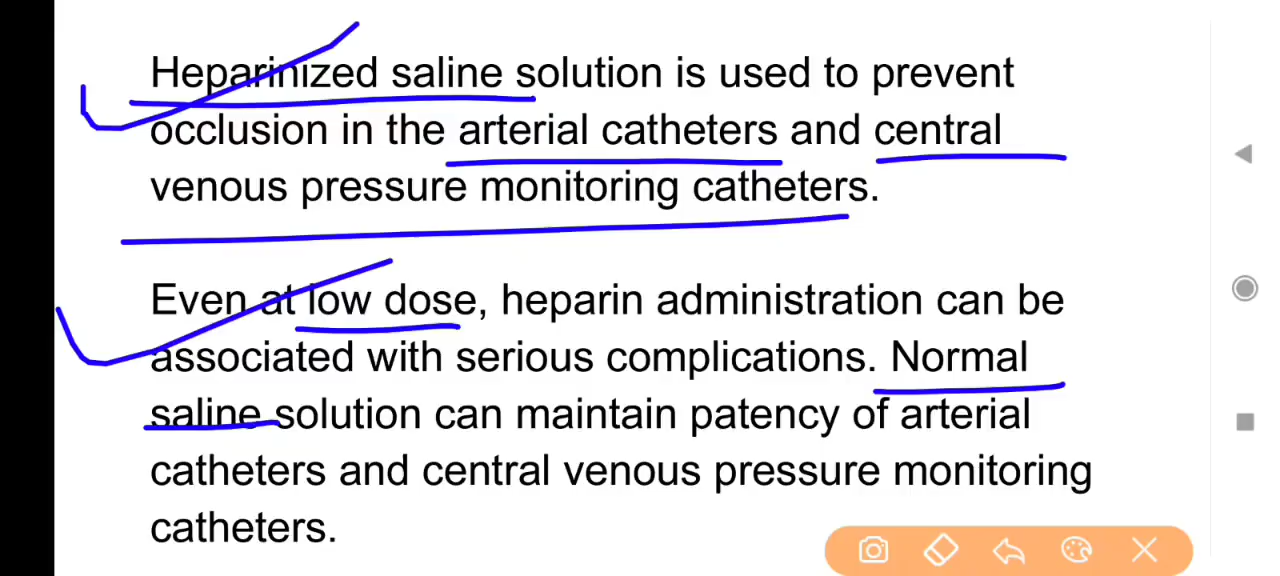 Heparinized saline solution is used to prevent
occlusion in the arterial catheters and central
venous pressure monitoring catheters.
Even at low dose, heparin administration can be
associated with serious complications. Normal
saline solution can maintain patency of arterial
catheters and central venous pressure monitoring
catheters.